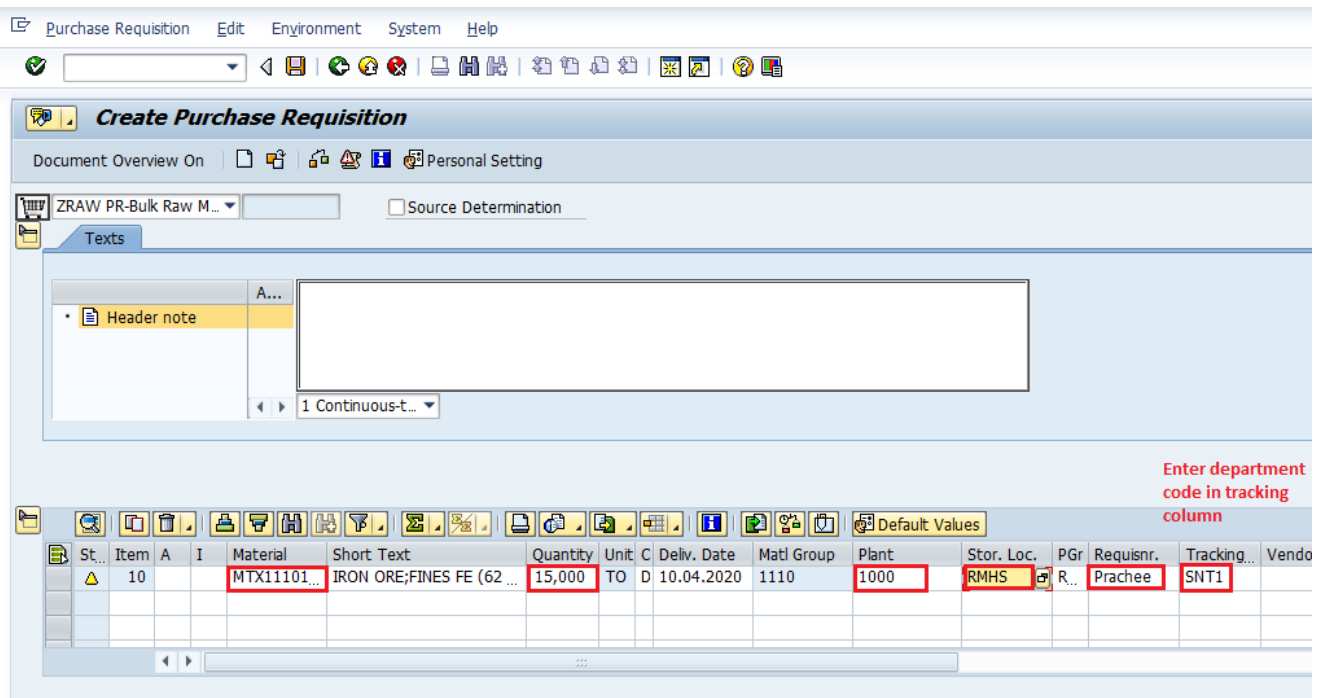 Purchase Requisition Edit Environment System Help
Create Purchase Requisition
Document Overview On Personal Setting
ZRAW PR-Bulk Raw M... Source Determination
Texts
A...
Header note
1 Continuous-t...
Enter department
code in tracking
column
Default Values
St... Item A I Material Short Text Quantity Unit C Deliv. Date Matl Group Plant Stor. Loc. PGr Requisnr. Tracking... Vendo
10 MTX11101... IRON ORE;FINES FE (62 ... 15,000 TO D 10.04.2020 1110 1000 RMHS R... Prachee SNT1